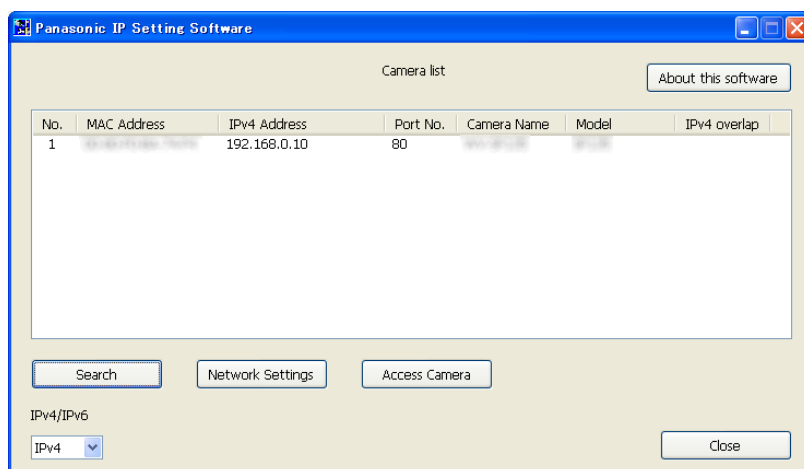 Panasonic IP Setting Software
Camera list
About this software
No. MAC Address IPv4 Address Port No. Camera Name Model IPv4 overlap
1 192.168.0.10 80
Search Network Settings Access Camera
IPv4/IPv6
IPv4
Close